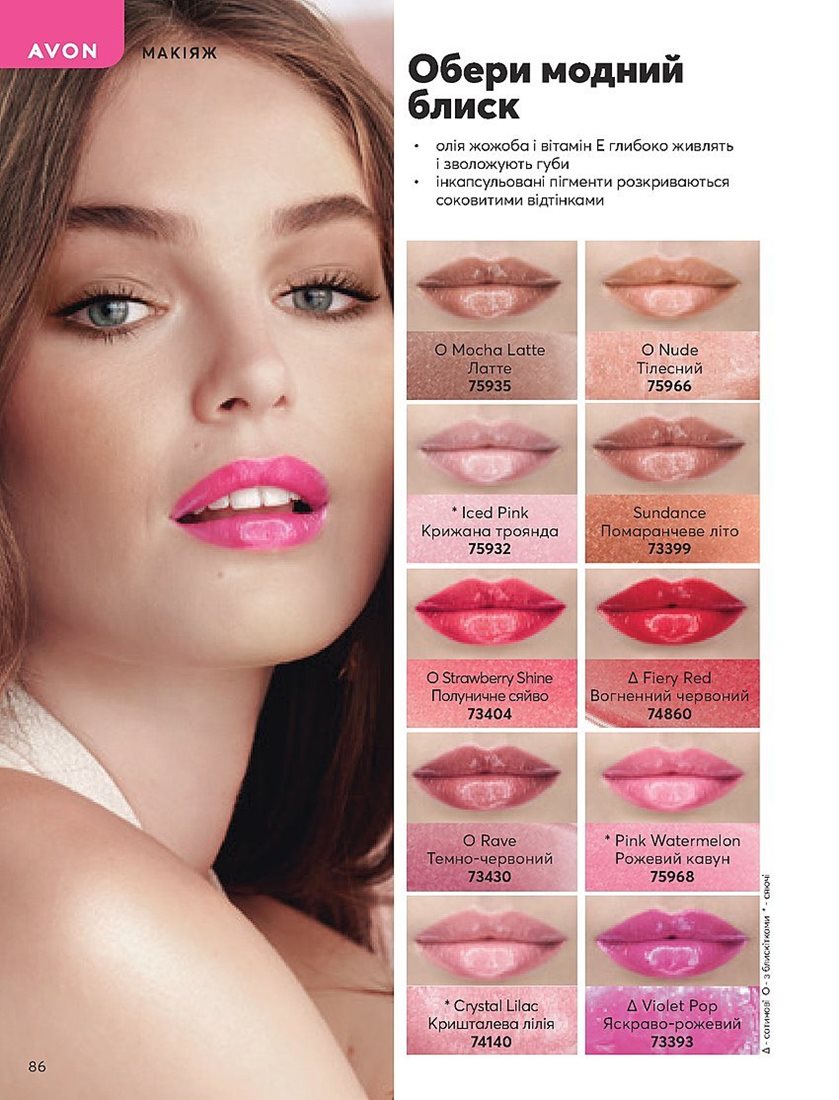 AVON
МАКІЯЖ
Обери модний
блиск
• олія жожоба і вітамін Е глибоко живлять
і зволожують губи
• інкапсульовані пігменти розкриваються
соковитими відтінками
O Mocha Latte
Латте
75935
O Nude
Тілесний
75966
* Iced Pink
Крижана троянда
75932
Sundance
Помаранчеве літо
73399
O Strawberry Shine
Полуничне сяйво
73404
Δ Fiery Red
Вогненний червоний
74860
O Rave
Темно-червоний
73430
* Pink Watermelon
Рожевий кавун
75968
* Crystal Lilac
Кришталева лілія
74140
Δ Violet Pop
Яскраво-рожевий
73393
Δ - сатинові O - з блискітками * - сяючі
86